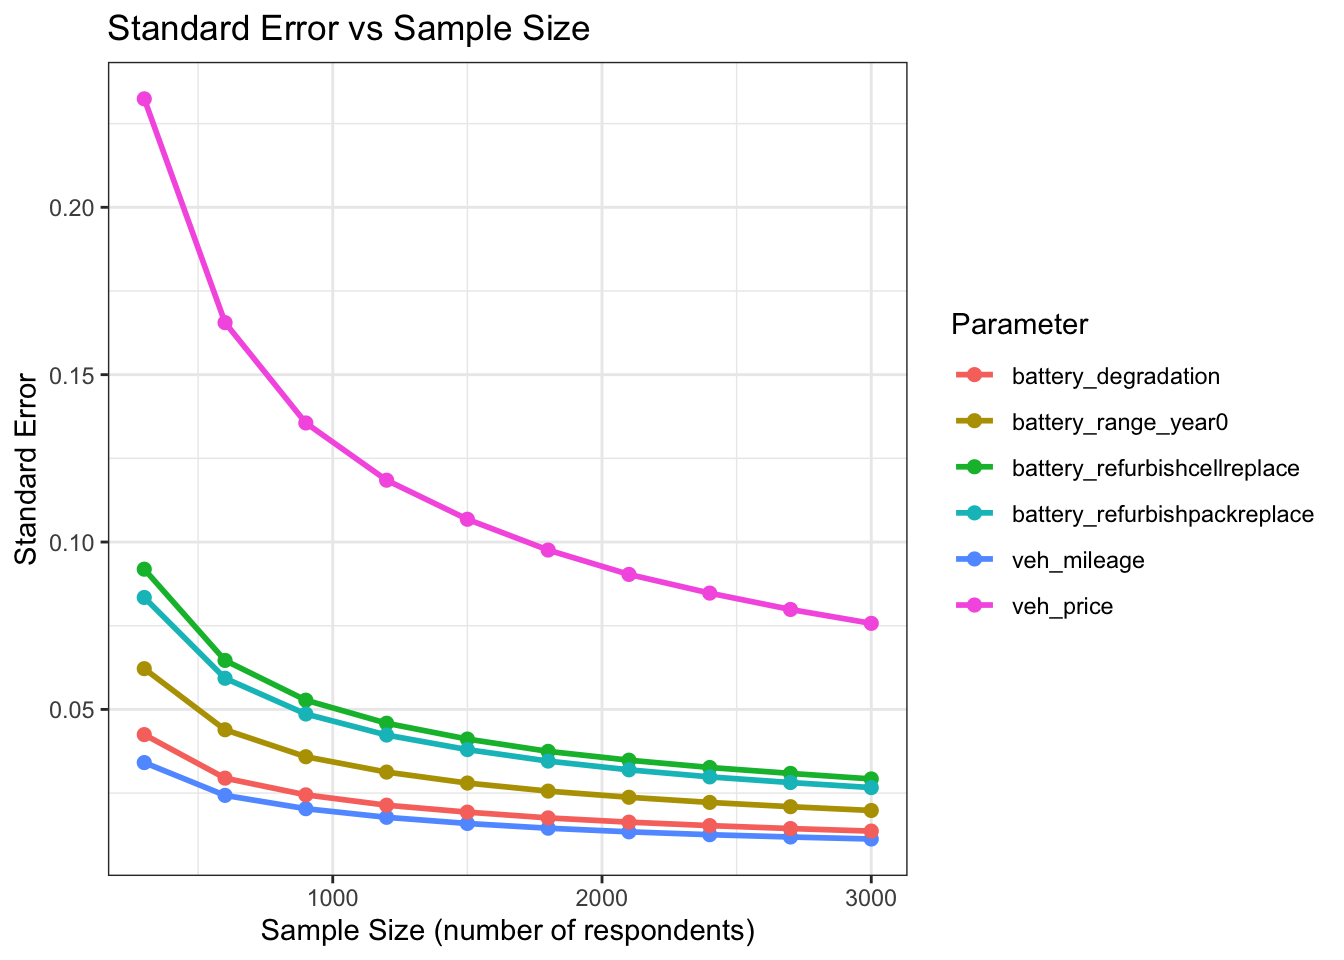 Standard Error vs Sample Size
0.20
0.15
0.10
0.05
Standard Error
1000 2000 3000
Sample Size (number of respondents)
Parameter
battery_degradation
battery_range_year0
battery_refurbishcellreplace
battery_refurbishpackreplace
veh_mileage
veh_price